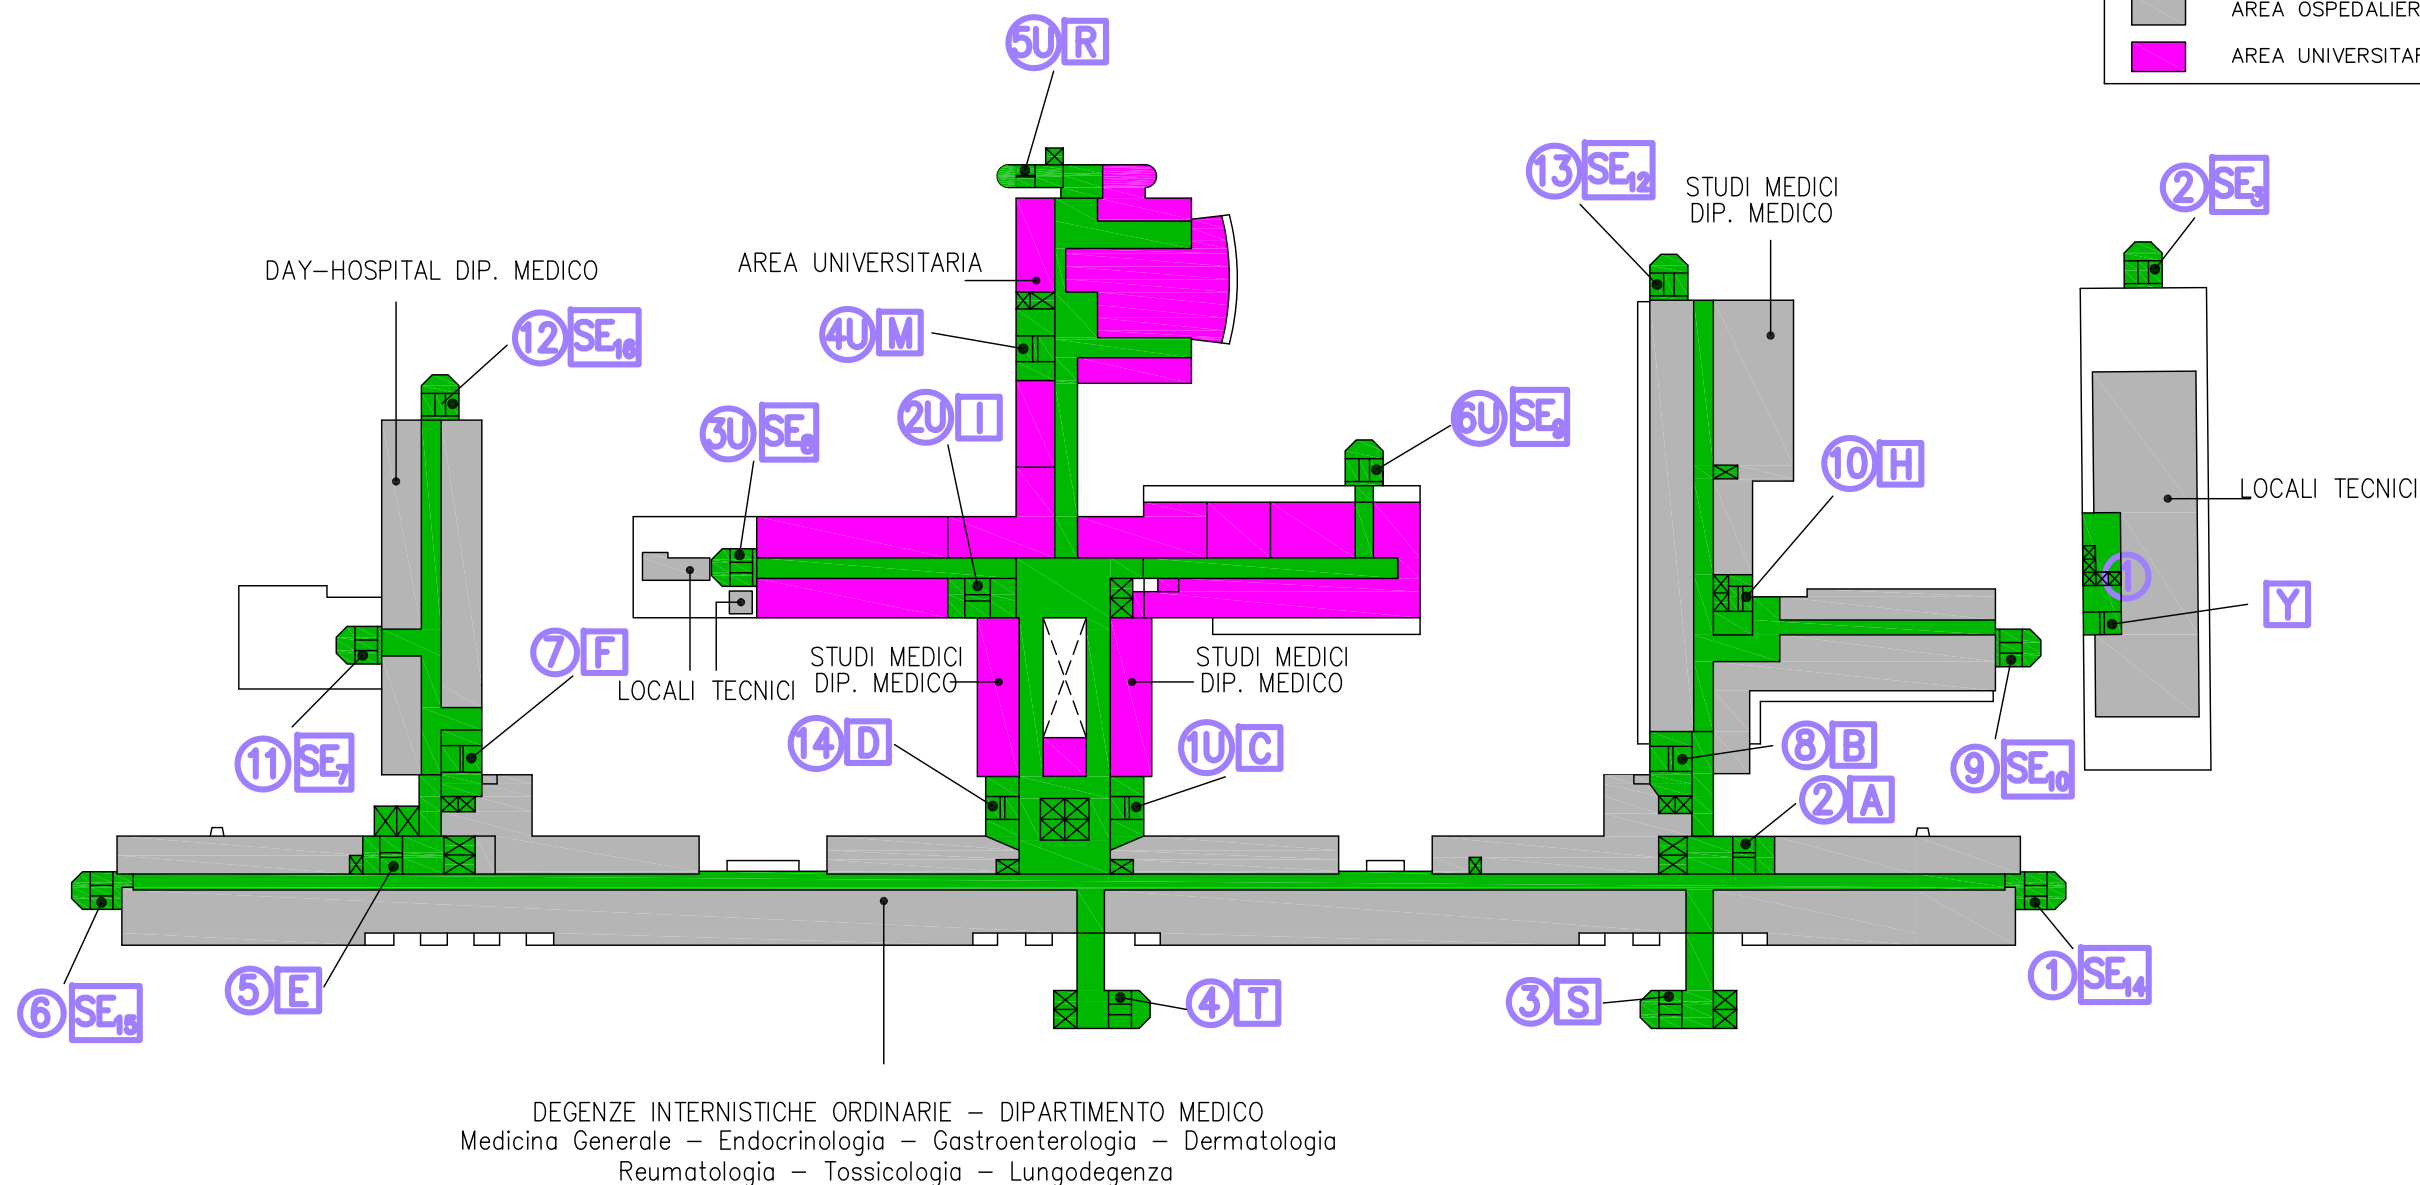 AREA OSPEDALIER
AREA UNIVERSITAR
5U R
13 SE12
STUDI MEDICI
DIP. MEDICO
2 SE3
DAY-HOSPITAL DIP. MEDICO
AREA UNIVERSITARIA
12 SE16
4U M
2U I
3U SE
6U SE
10 H
LOCALI TECNICI
1
Y
7 F
STUDI MEDICI
DIP. MEDICO
STUDI MEDICI
DIP. MEDICO
LOCALI TECNICI
11 SE7
14 D
1U C
8 B
9 SE10
2 A
6 SE15
5 E
4 T
3 S
1 SE14
DEGENZE INTERNISTICHE ORDINARIE - DIPARTIMENTO MEDICO
Medicina Generale - Endocrinologia - Gastroenterologia - Dermatologia
Reumatologia - Tossicologia - Lungodegenza